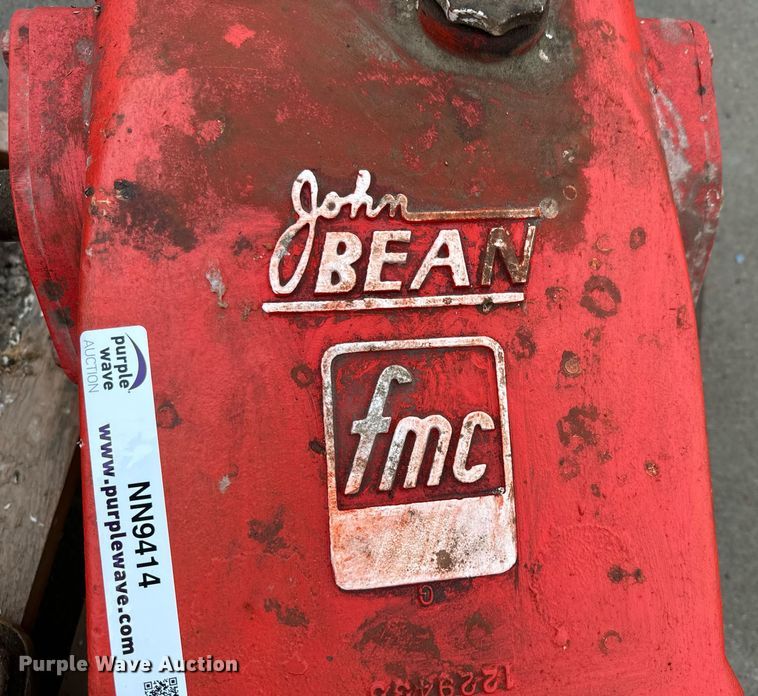 John
BEAN
fmc
purple
wave
AUCTION
NN9414
www.purplewave.com
G
Purple Wave Auction